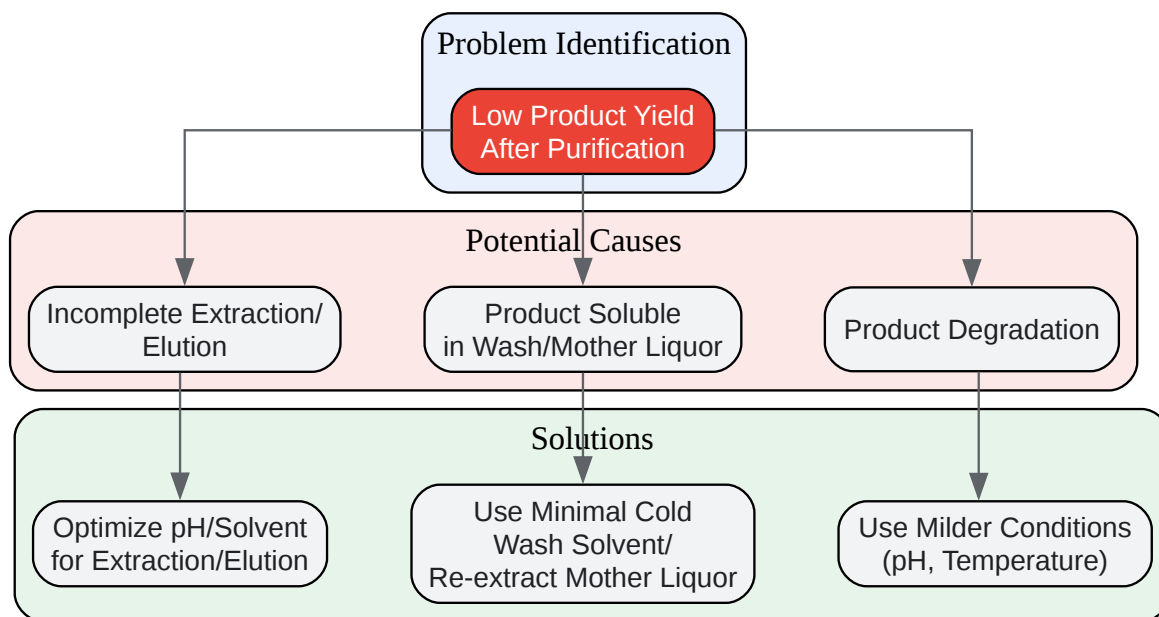 Problem Identification
Low Product Yield
After Purification
Potential Causes
Incomplete Extraction/
Elution
Product Soluble
in Wash/Mother Liquor
Product Degradation
Solutions
Optimize pH/Solvent
for Extraction/Elution
Use Minimal Cold
Wash Solvent/
Re-extract Mother Liquor
Use Milder Conditions
(pH, Temperature)